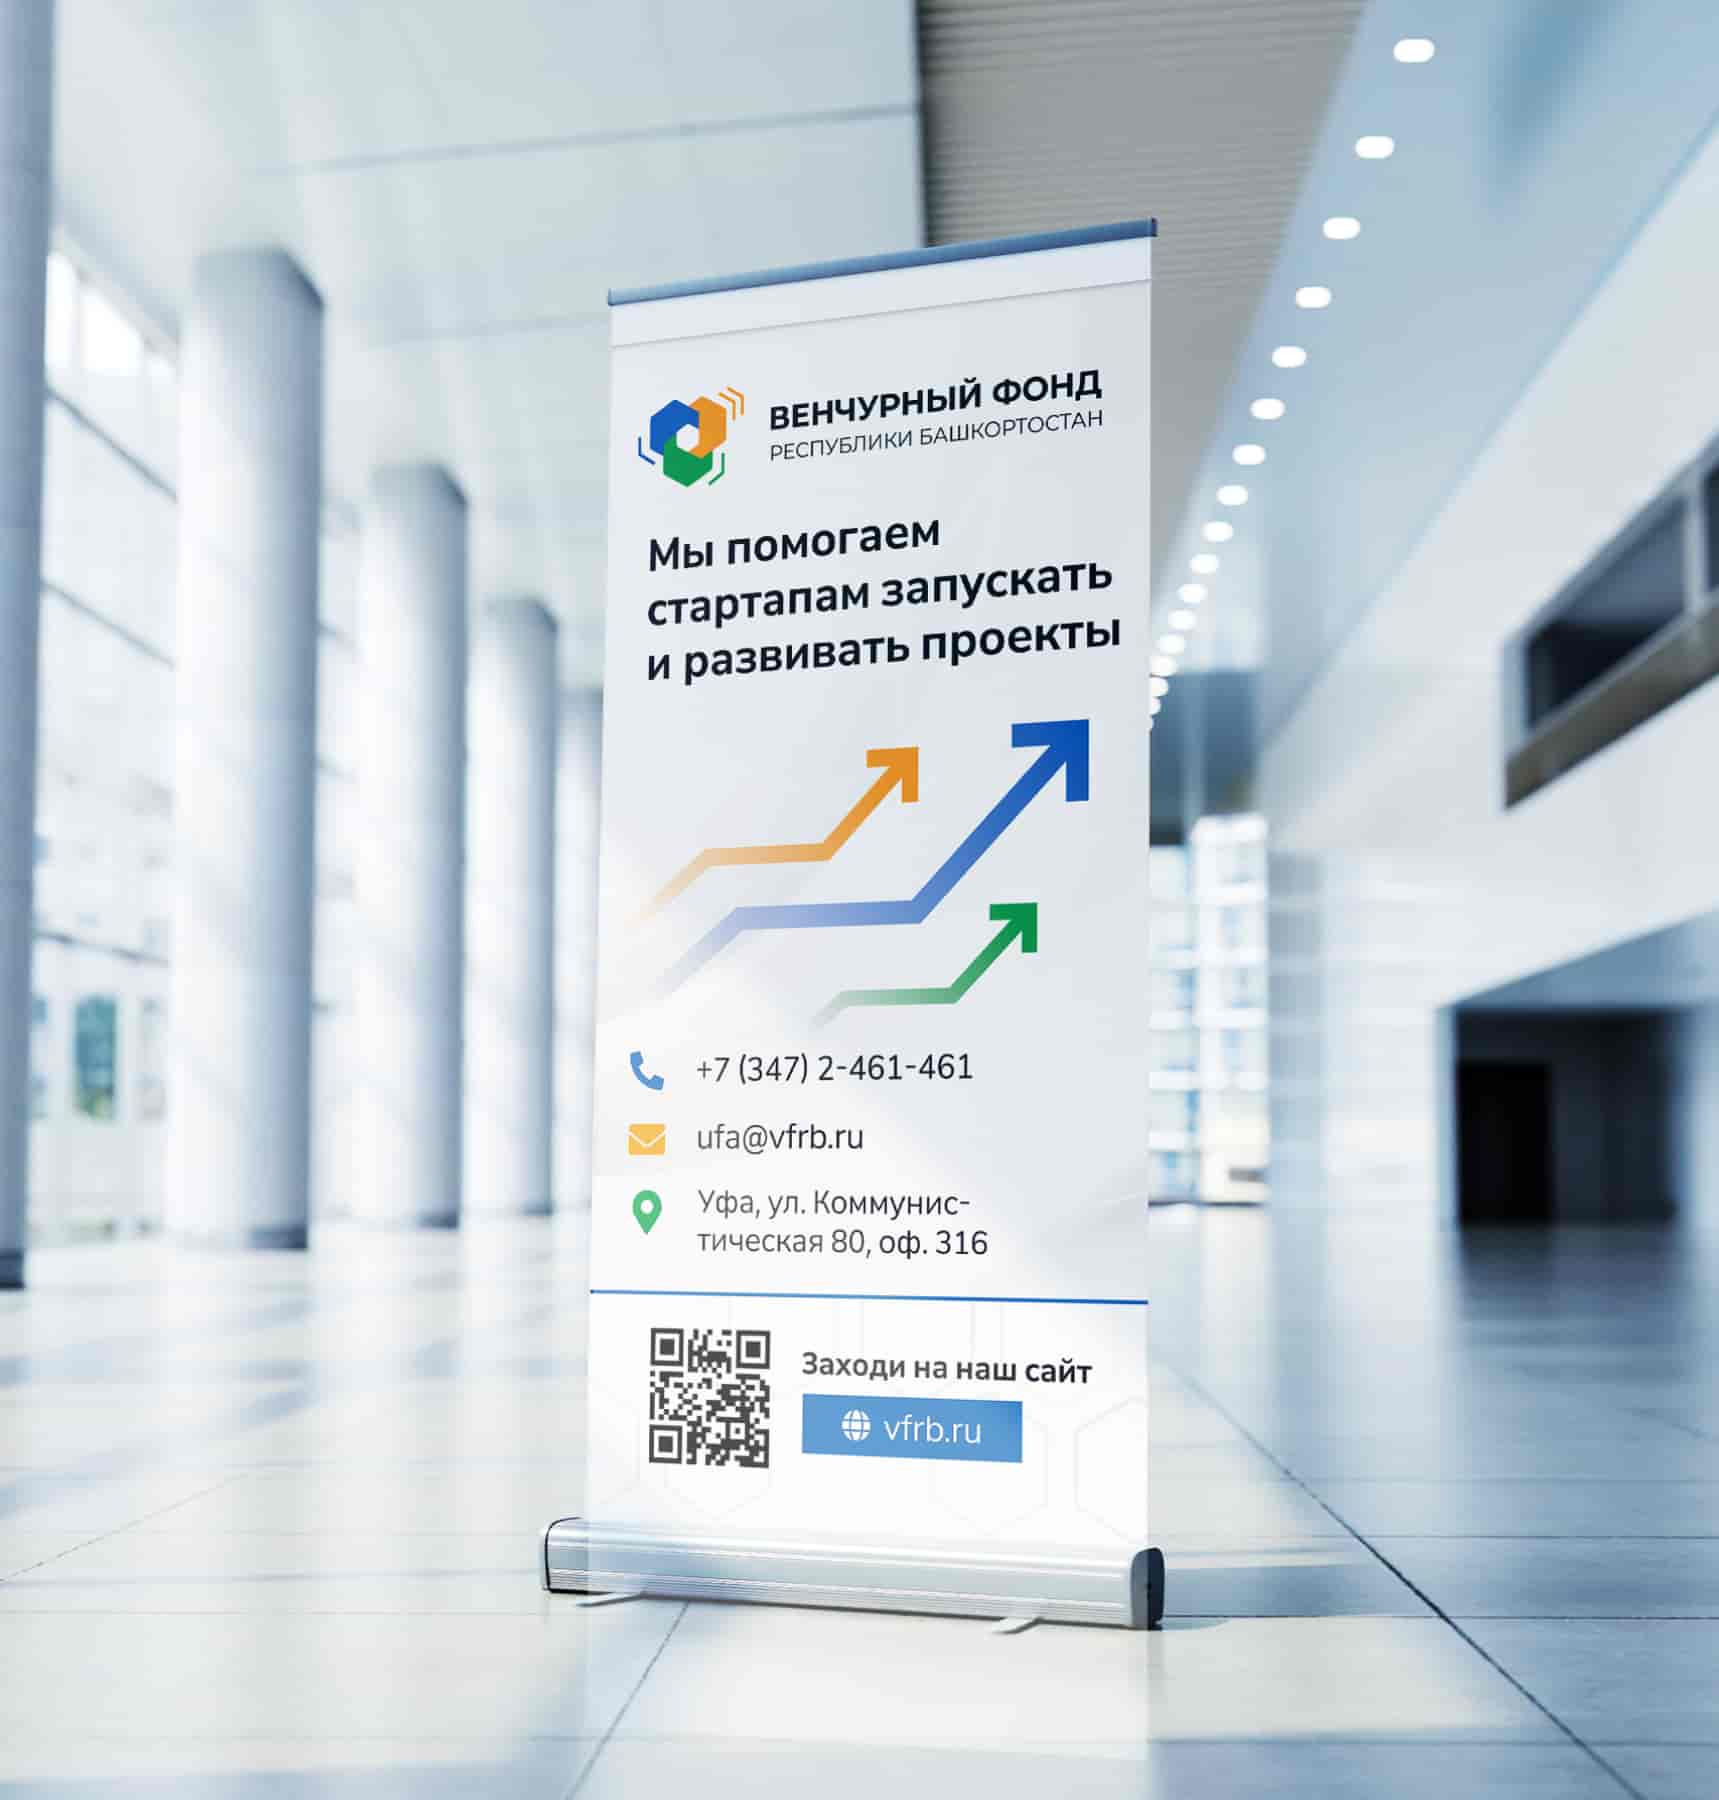 ВЕНЧУРНЫЙ ФОНД
РЕСПУБЛИКИ БАШКОРТОСТАН
Мы помогаем
стартапам запускать
и развивать проекты
+7 (347) 2-461-461
ufa@vfrb.ru
Уфа, ул. Коммунис-
тическая 80, оф. 316
Заходи на наш сайт
vfrb.ru